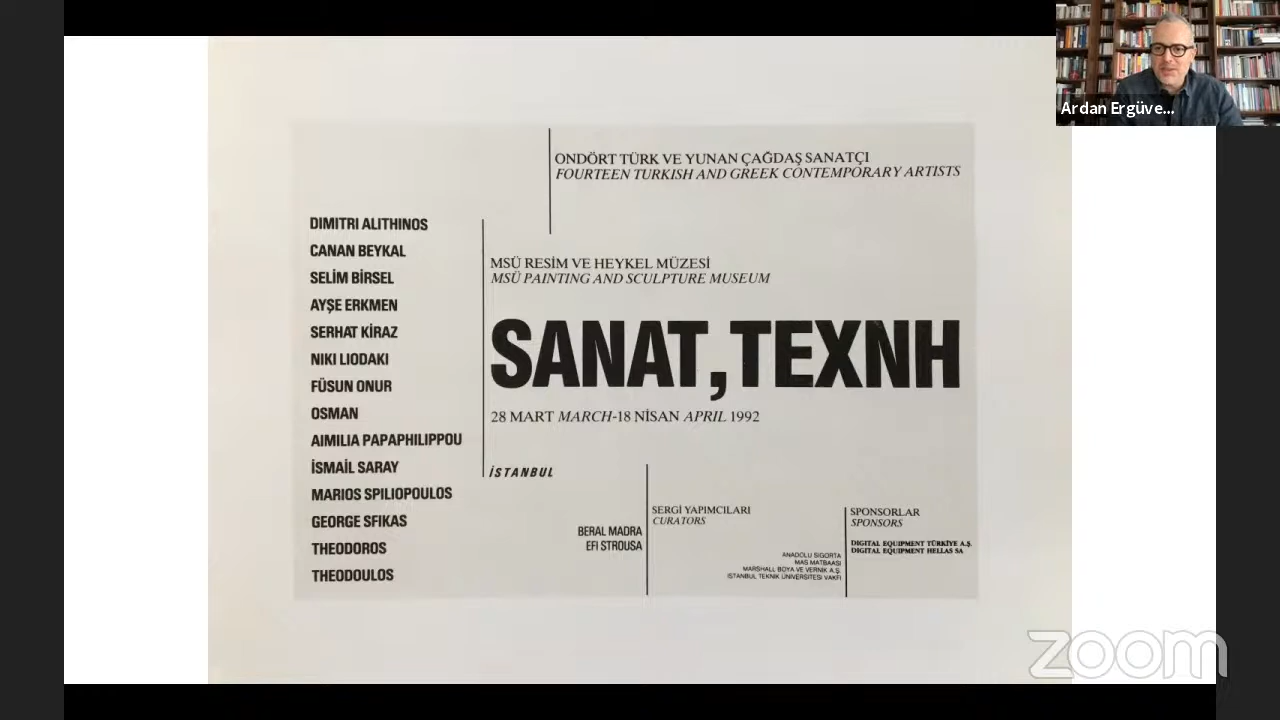 Ardan Ergüve...
ONDÖRT TÜRK VE YUNAN ÇAĞDAŞ SANATÇI
FOURTEEN TURKISH AND GREEK CONTEMPORARY ARTISTS
DIMITRI ALITHINOS
CANAN BEYKAL
SELİM BİRSEL
AYŞE ERKMEN
SERHAT KİRAZ
NIKI LIODAKI
FÜSUN ONUR
OSMAN
AIMILIA PAPAPHILIPPOU
İSMAİL SARAY
MARIOS SPILIOPOULOS
GEORGE SFIKAS
THEODOROS
THEODOULOS
MSÜ RESİM VE HEYKEL MÜZESİ
MSÜ PAINTING AND SCULPTURE MUSEUM
SANAT,TEXNH
28 MART MARCH-18 NİSAN APRIL 1992
İSTANBUL
BERAL MADRA
EFI STROUSA
SERGİ YAPIMCILARI
CURATORS
SPONSORLAR
SPONSORS
DIGITAL EQUIPMENT TÜRKİYE A.Ş.
DIGITAL EQUIPMENT HELLAS SA
ANADOLU SİGORTA
MAS MATBAASI
MARSHALL BOYA VE VERNİK A.Ş.
İSTANBUL TEKNİK ÜNİVERSİTESİ VAKFI
zoom